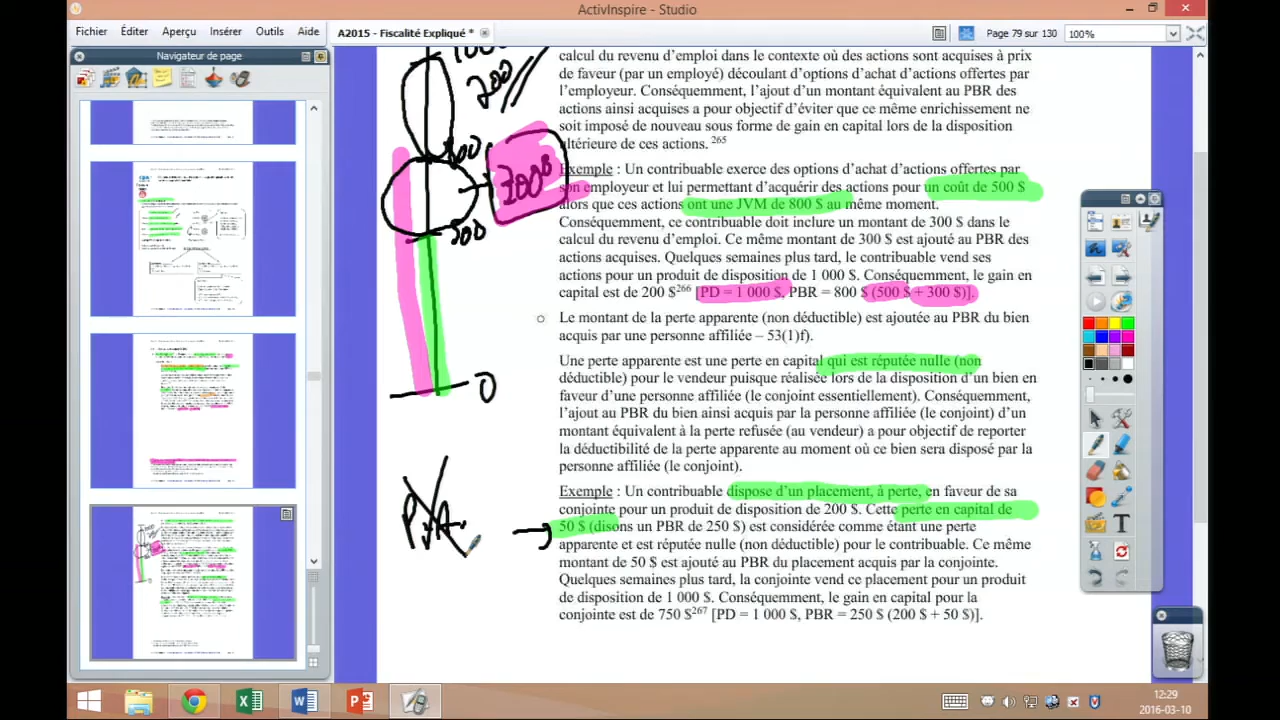 ActivInspire - Studio
Fichier Éditer Aperçu Insérer Outils Aide
A2015 - Fiscalité Expliqué *
Page 79 sur 130
100%
Navigateur de page
calcul du revenu d'emploi dans le contexte où des actions sont acquises à prix
de faveur (par un employé) découlant d'options d'achat d'actions offertes par
l'employeur. Conséquemment, l'ajout d'un montant équivalent au PBR des
actions ainsi acquises a pour objectif d'éviter que ce même enrichissement ne
soit imposé à nouveau sous forme de gain en capital au moment de la disposition
ultérieure de ces actions. 265
Exemple : Un contribuable exerce des options d'achat d'actions offertes par
son employeur et lui permettant d'acquérir des actions pour un coût de 500 $
alors que ces actions ont une JVM de 800 $ au même moment.
Conséquemment, le contribuable doit inclure un montant de 300 $ dans le
calcul de son revenu d'emploi. Ce même montant de 300 $ est ajouté au PBR des
actions acquises. Quelques semaines plus tard, le contribuable vend ses
actions pour un produit de disposition de 1 000 $. Conséquemment, le gain en
capital est de 200 $266 [PD = 1 000 $, PBR = 800 $ (500 $ + 300 $)].
o Le montant de la perte apparente (non déductible) est ajoutée au PBR du bien
acquis par la personne affiliée – 53(1)f).
Une perte apparente est une perte en capital qui est réputée nulle (non
déductible) pour le vendeur puisque réalisée lors de la disposition d'un bien en
faveur d'une personne affiliée (le conjoint essentiellement). Conséquemment,
l'ajout au PBR du bien ainsi acquis par la personne affiliée (le conjoint) d'un
montant équivalent à la perte refusée (au vendeur) a pour objectif de reporter
la déductibilité de la perte apparente au moment où ce bien sera disposé par la
personne affiliée (le conjoint).
Exemple : Un contribuable dispose d'un placement, à perte, en faveur de sa
conjointe pour un produit de disposition de 200 $. Cette perte en capital de
50 $ (donc un PBR de 250 $) est considérée comme étant une perte
apparente et réputée nulle (non déductible) pour le contribuable. Ce même
montant de 50 $ est ajouté au PBR du placement acquis par la conjointe.
Quelques années plus tard, la conjointe vend ce placement pour un produit
de disposition de 1 000 $. Conséquemment, le gain en capital pour la
conjointe est de 750 $267 [PD = 1 000 $, PBR = 250 $ (200 $ + 50 $)].
1000
200
800
300$
500
0
12:29
2016-03-10